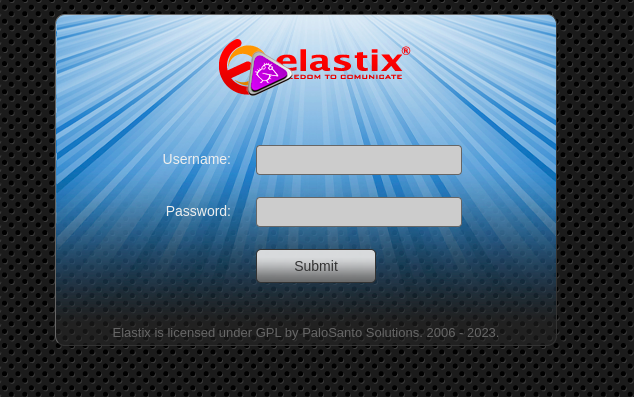 elastix®
EEDOM TO COMUNICATE
Username:
Password:
Submit
Elastix is licensed under GPL by PaloSanto Solutions. 2006 - 2023.